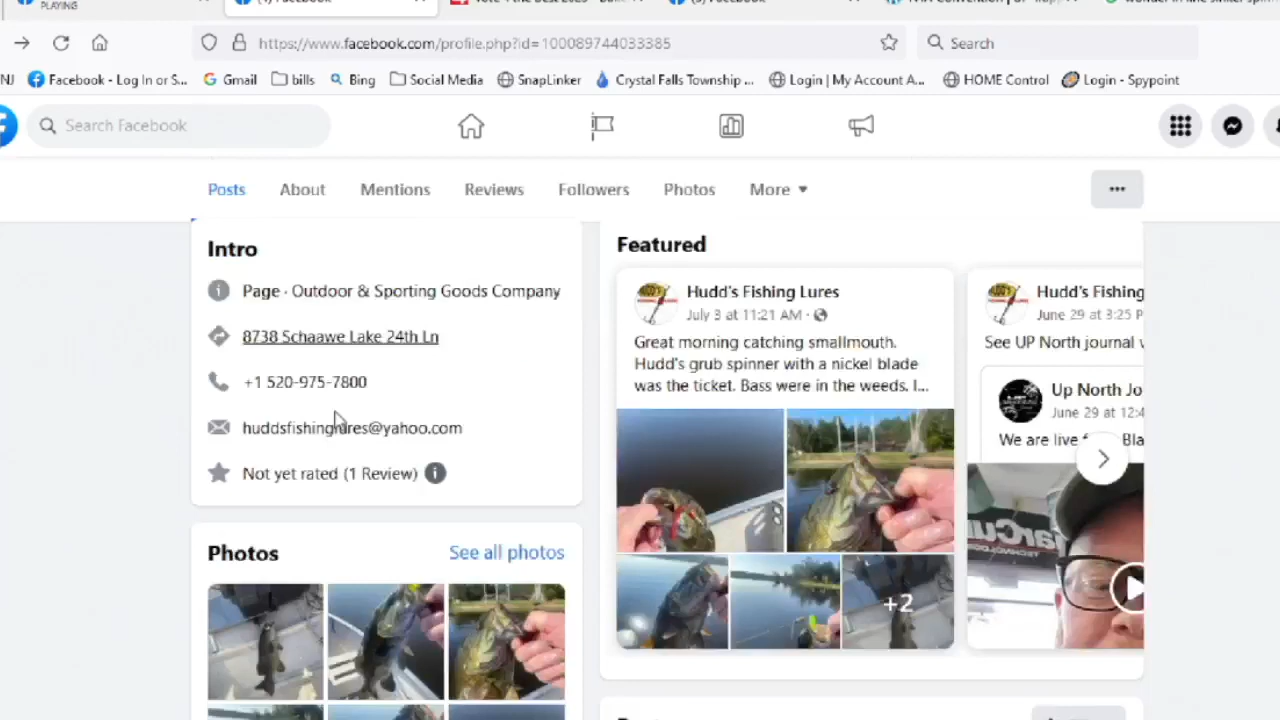 PLAYING
https://www.facebook.com/profile.php?id=100089744033385
Search
NJ Facebook - Log In or S... Gmail bills Bing Social Media SnapLinker Crystal Falls Township ... Login | My Account A... HOME Control Login - Spypoint
Search Facebook
Posts About Mentions Reviews Followers Photos More
Intro
Page · Outdoor & Sporting Goods Company
8738 Schaawe Lake 24th Ln
+1 520-975-7800
huddsfishinglures@yahoo.com
Not yet rated (1 Review)
Photos
See all photos
Featured
Hudd's Fishing Lures
July 3 at 11:21 AM ·
Great morning catching smallmouth.
Hudd's grub spinner with a nickel blade
was the ticket. Bass were in the weeds. I...
+2
Hudd's Fishing
June 29 at 3:25 P
See UP North journal
Up North Jo
June 29 at 12:4
We are live